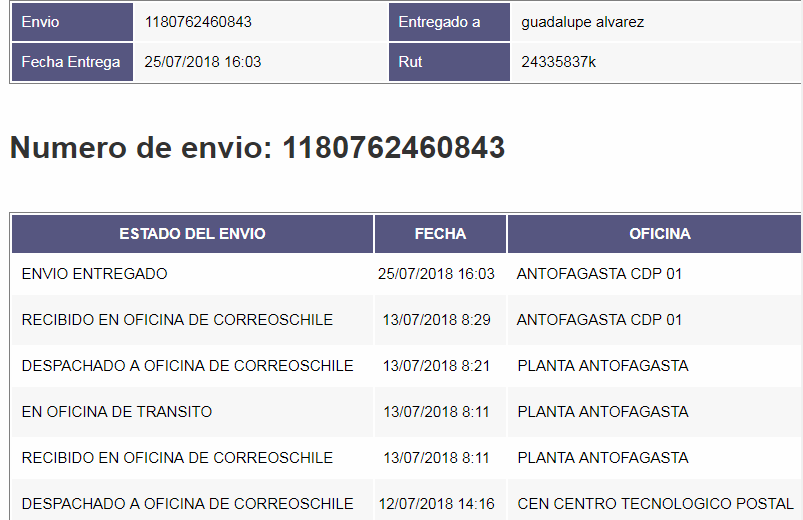 Envio 1180762460843 Entregado a guadalupe alvarez
Fecha Entrega 25/07/2018 16:03 Rut 24335837k
Numero de envio: 1180762460843
ESTADO DEL ENVIO FECHA OFICINA
ENVIO ENTREGADO 25/07/2018 16:03 ANTOFAGASTA CDP 01
RECIBIDO EN OFICINA DE CORREOSCHILE 13/07/2018 8:29 ANTOFAGASTA CDP 01
DESPACHADO A OFICINA DE CORREOSCHILE 13/07/2018 8:21 PLANTA ANTOFAGASTA
EN OFICINA DE TRANSITO 13/07/2018 8:11 PLANTA ANTOFAGASTA
RECIBIDO EN OFICINA DE CORREOSCHILE 13/07/2018 8:11 PLANTA ANTOFAGASTA
DESPACHADO A OFICINA DE CORREOSCHILE 12/07/2018 14:16 CEN CENTRO TECNOLOGICO POSTAL